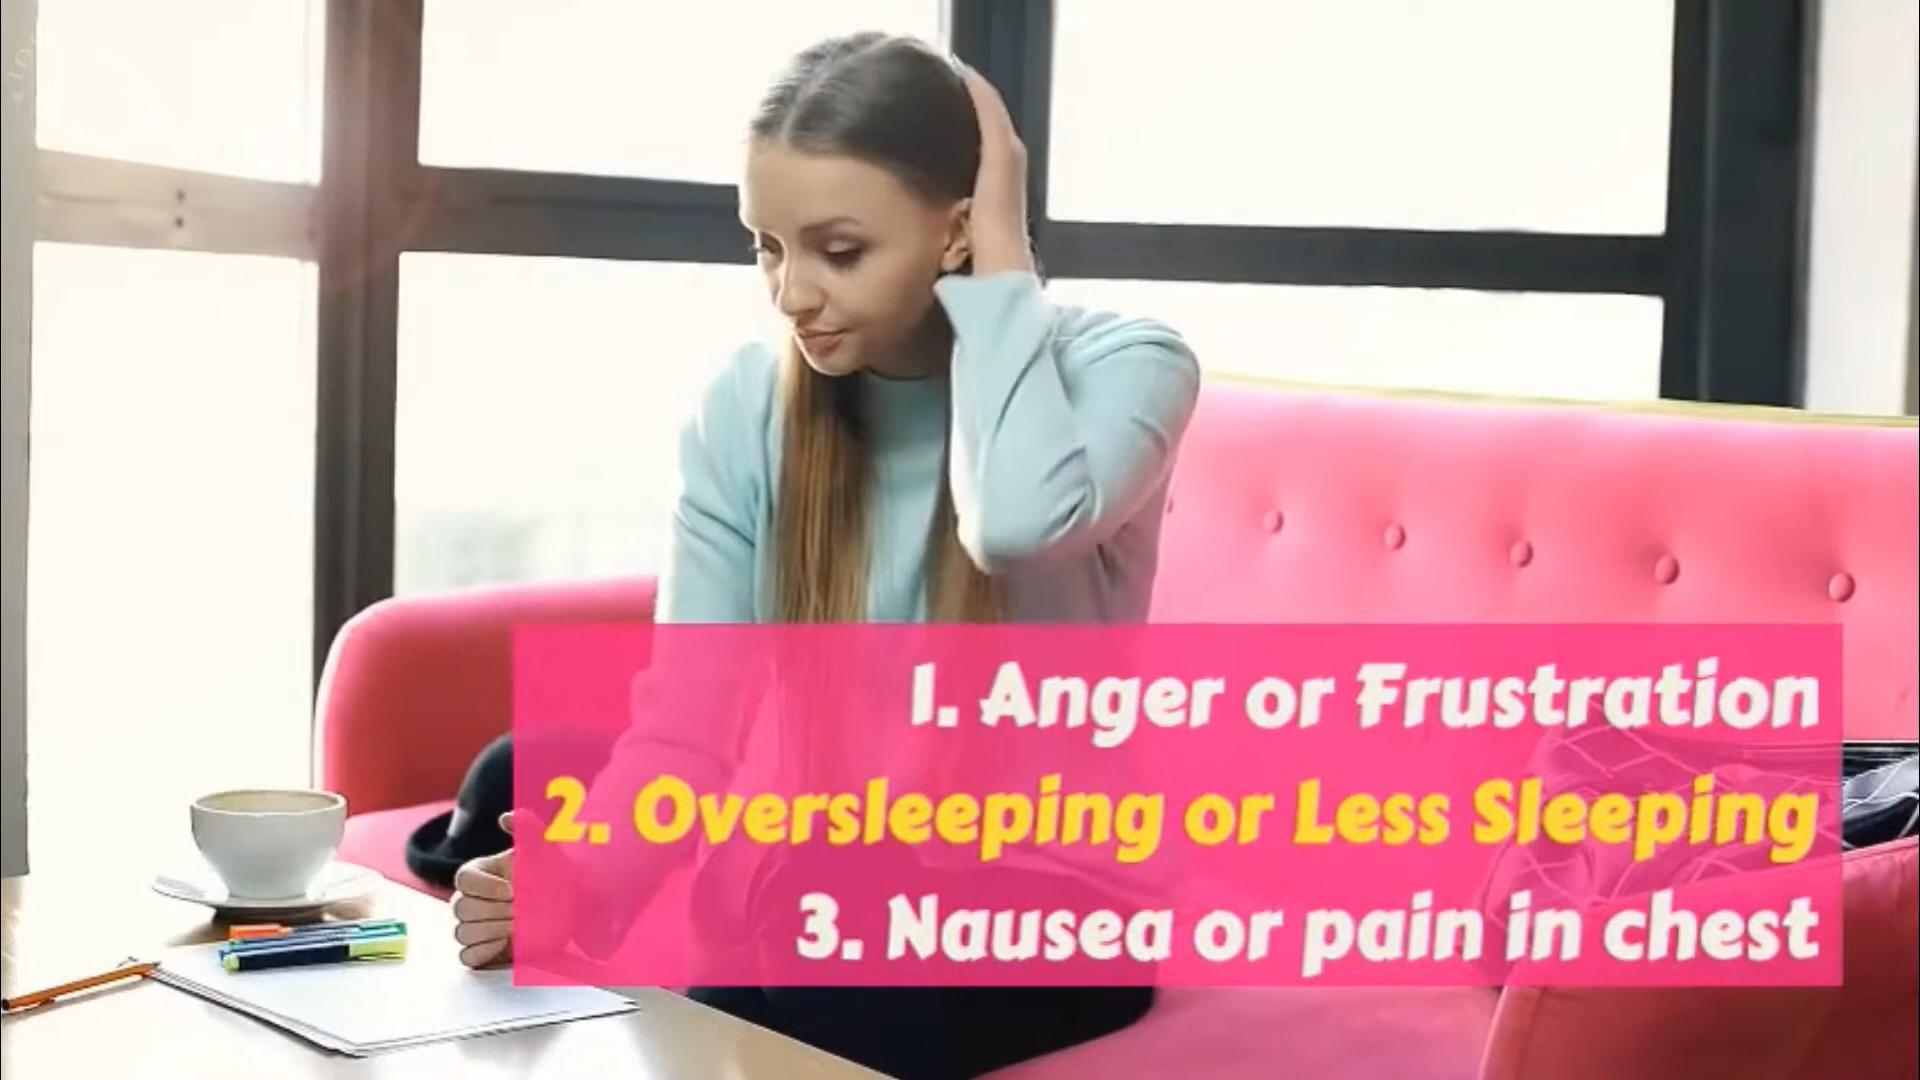 1. Anger or Frustration
2. Oversleeping or Less Sleeping
3. Nausea or pain in chest